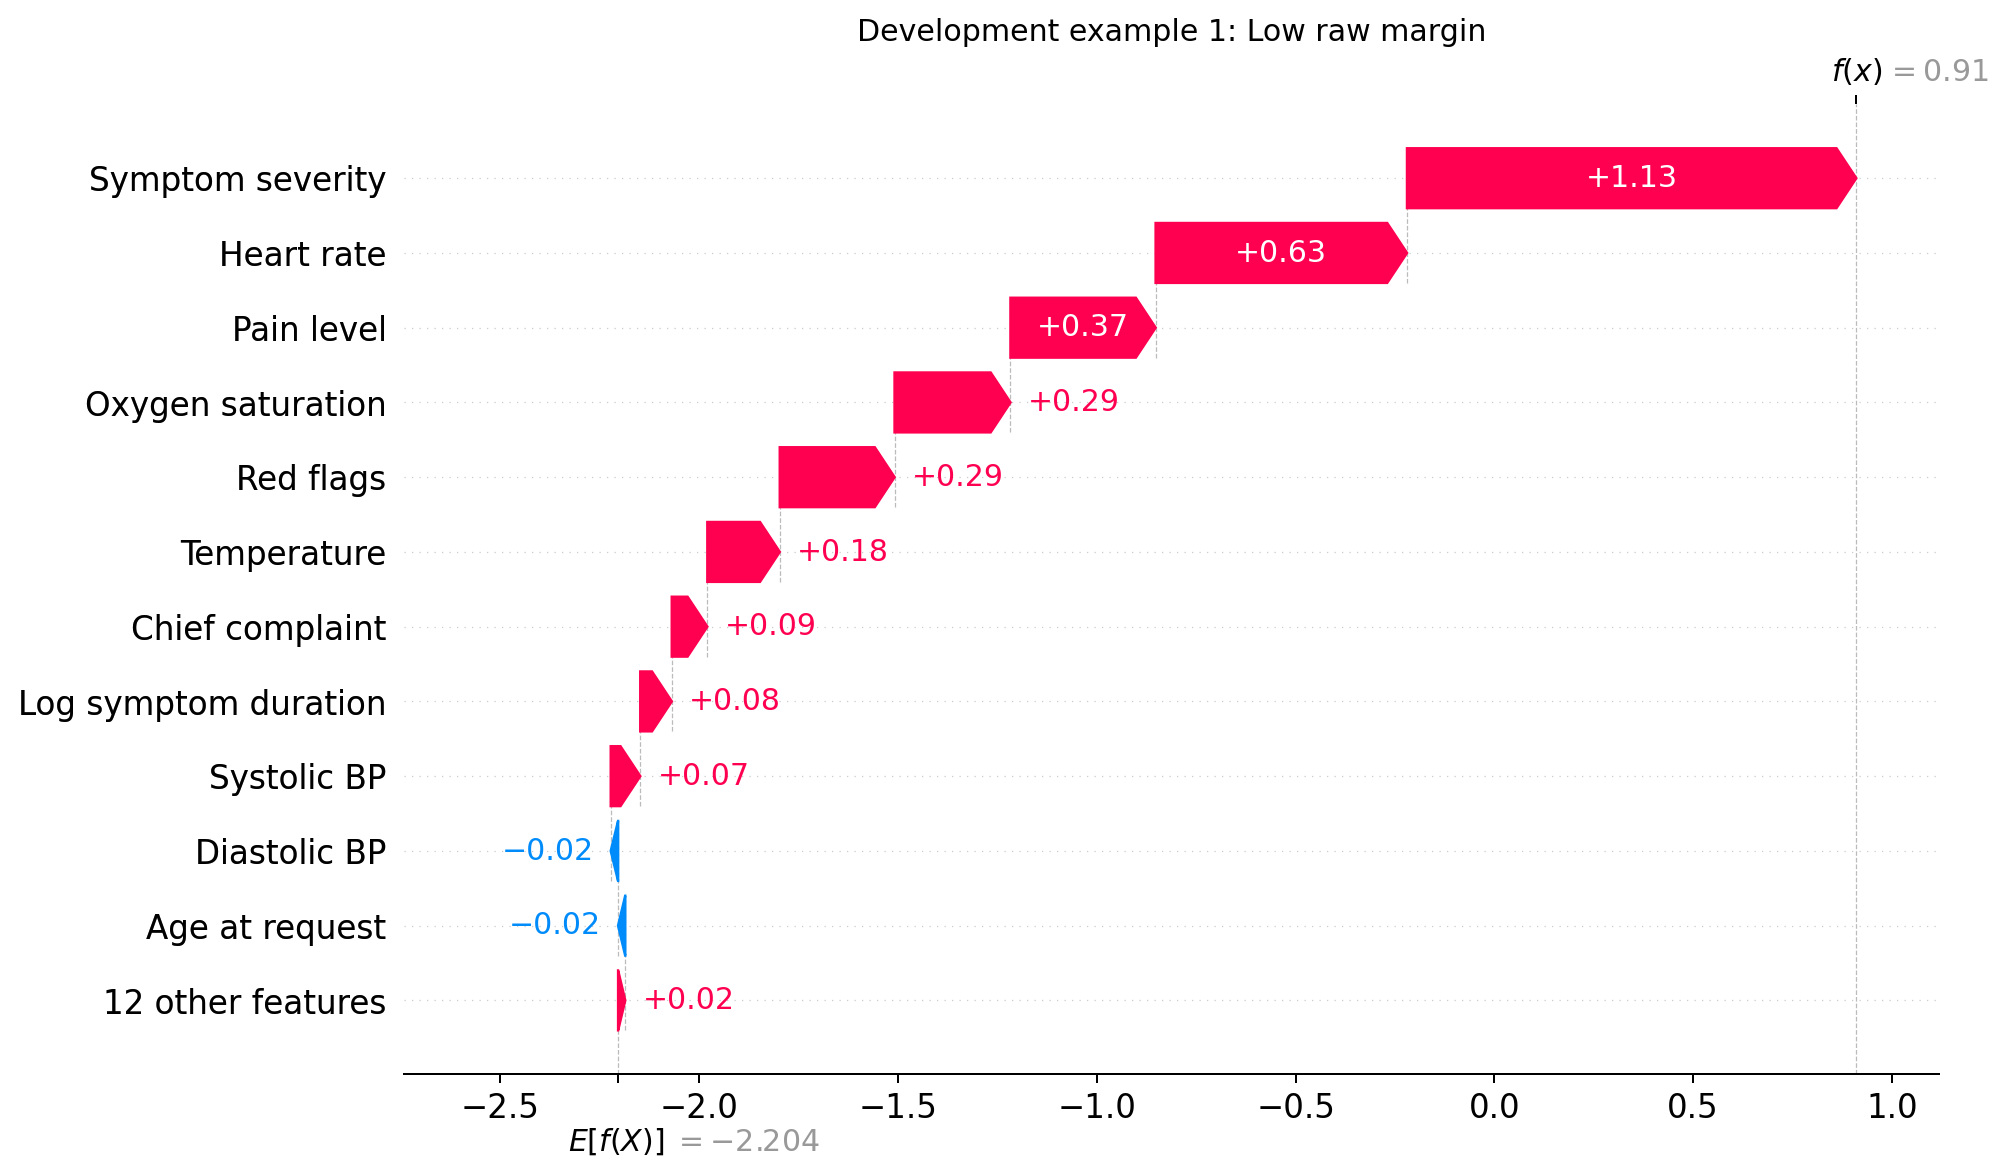 Development example 1: Low raw margin
f(x) = 0.91
Symptom severity +1.13
Heart rate +0.63
Pain level +0.37
Oxygen saturation +0.29
Red flags +0.29
Temperature +0.18
Chief complaint +0.09
Log symptom duration +0.08
Systolic BP +0.07
Diastolic BP −0.02
Age at request −0.02
12 other features +0.02
−2.5 −2.0 −1.5 −1.0 −0.5 0.0 0.5 1.0
E[f(X)] = −2.204